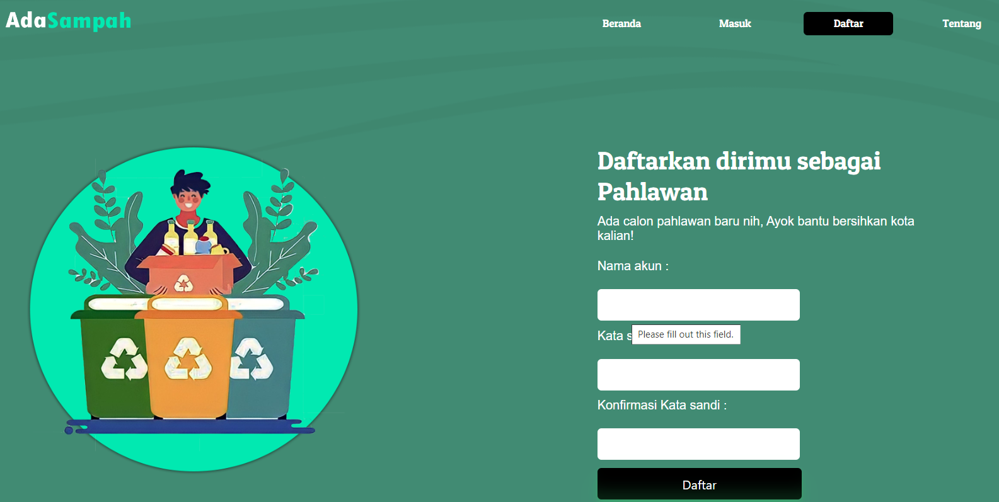 AdaSampah
Beranda Masuk Daftar Tentang
Daftarkan dirimu sebagai
Pahlawan
Ada calon pahlawan baru nih, Ayok bantu bersihkan kota
kalian!
Nama akun :
Kata
Please fill out this field.
Konfirmasi Kata sandi :
Daftar